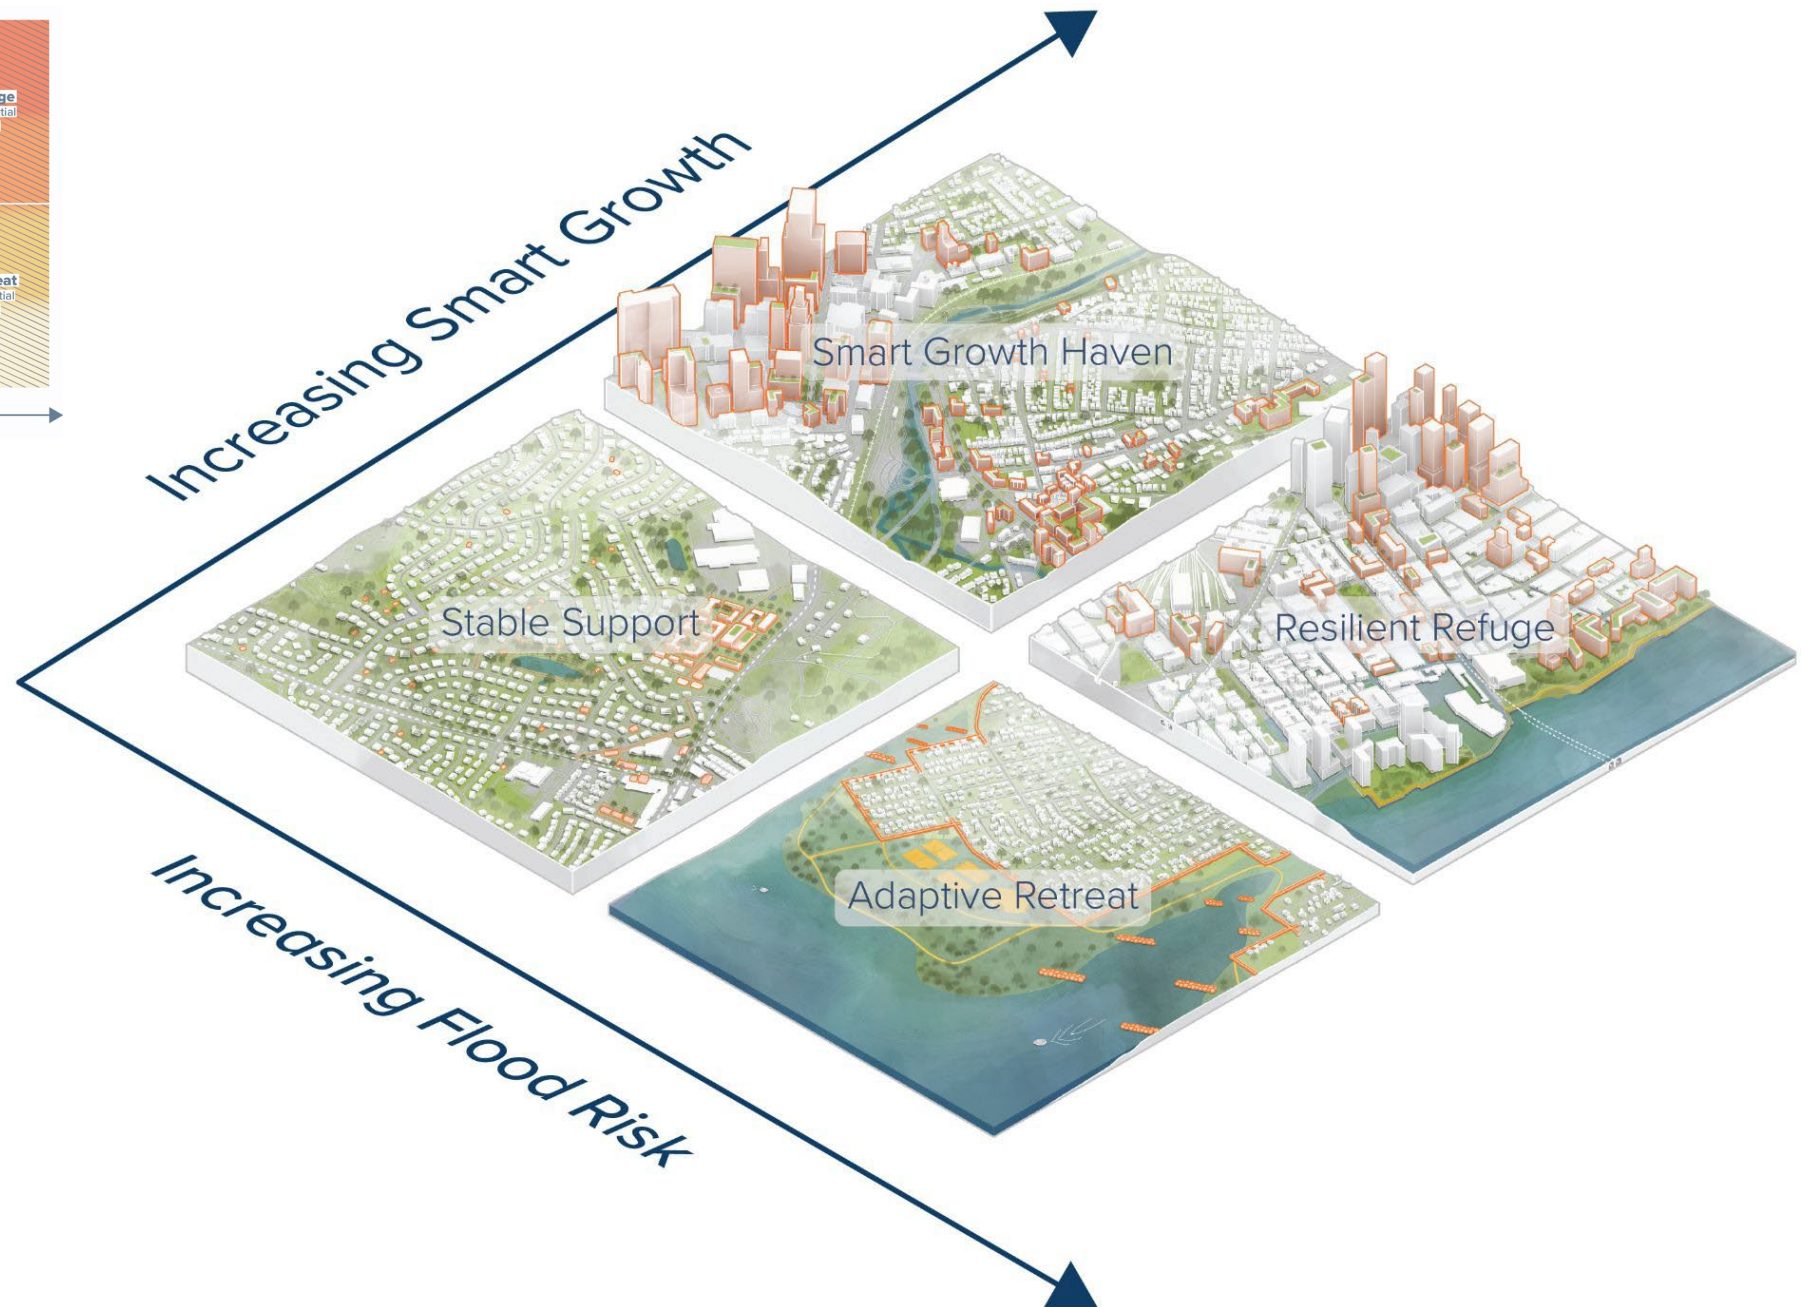 Increasing Smart Growth
Smart Growth Haven
Stable Support
Resilient Refuge
Adaptive Retreat
Increasing Flood Risk